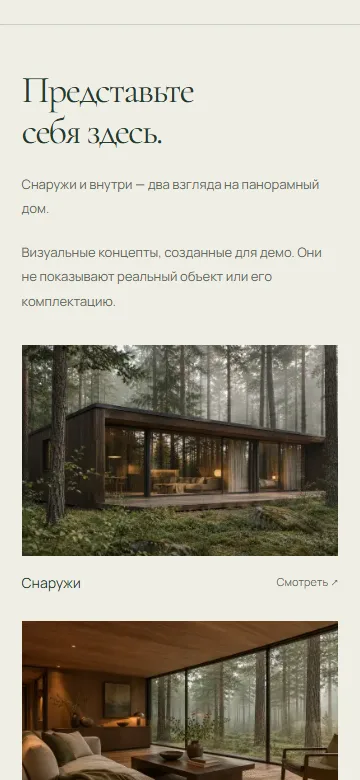 Представьте
себя здесь.
Снаружи и внутри — два взгляда на панорамный
дом.
Визуальные концепты, созданные для демо. Они
не показывают реальный объект или его
комплектацию.
Снаружи
Смотреть ↗